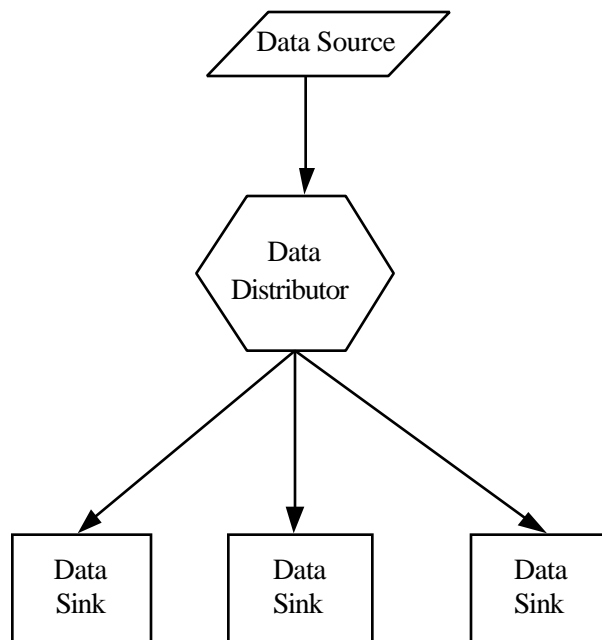 Data Source
Data
Distributor
Data
Sink
Data
Sink
Data
Sink